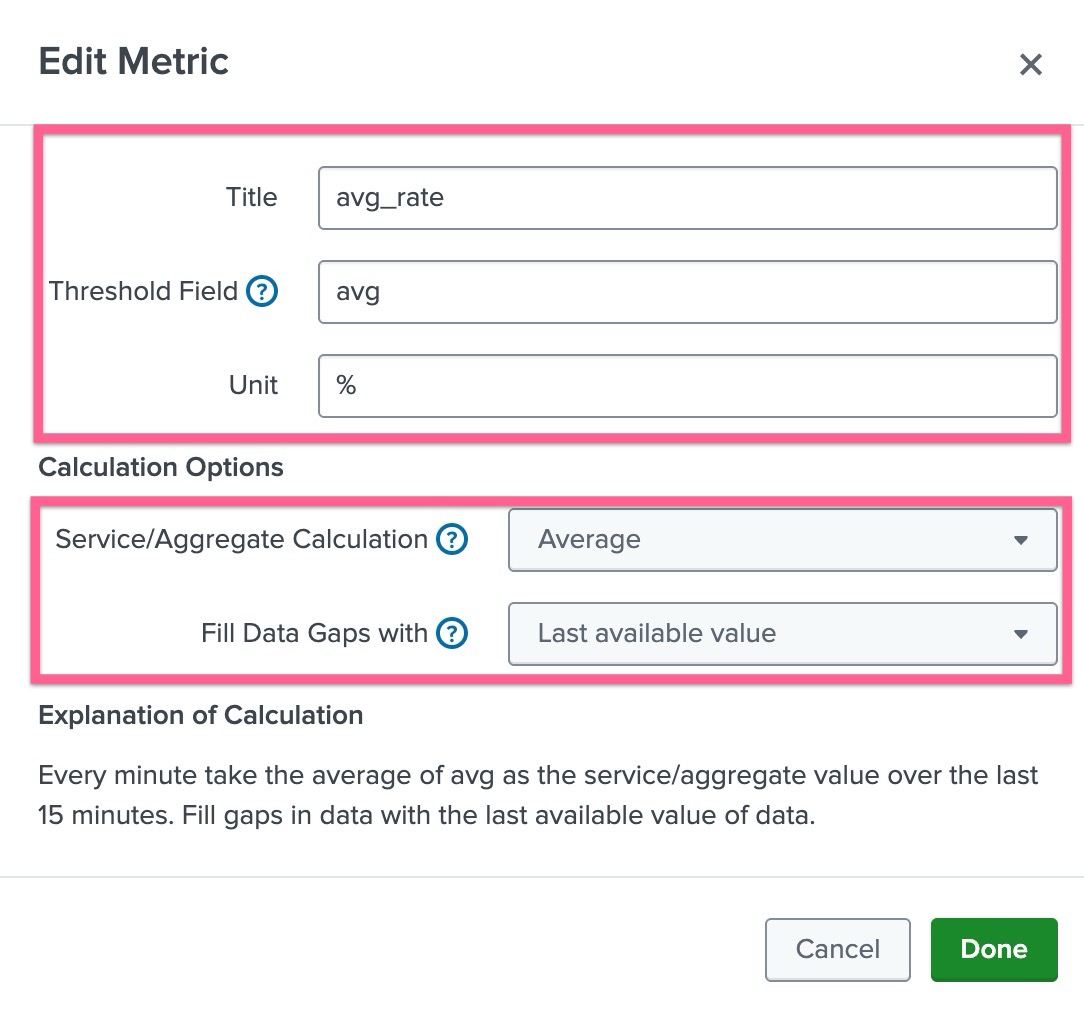 Edit Metric
Title
avg_rate
Threshold Field ?
avg
Unit
%
Calculation Options
Service/Aggregate Calculation ?
Average
Fill Data Gaps with ?
Last available value
Explanation of Calculation
Every minute take the average of avg as the service/aggregate value over the last
15 minutes. Fill gaps in data with the last available value of data.
Cancel
Done